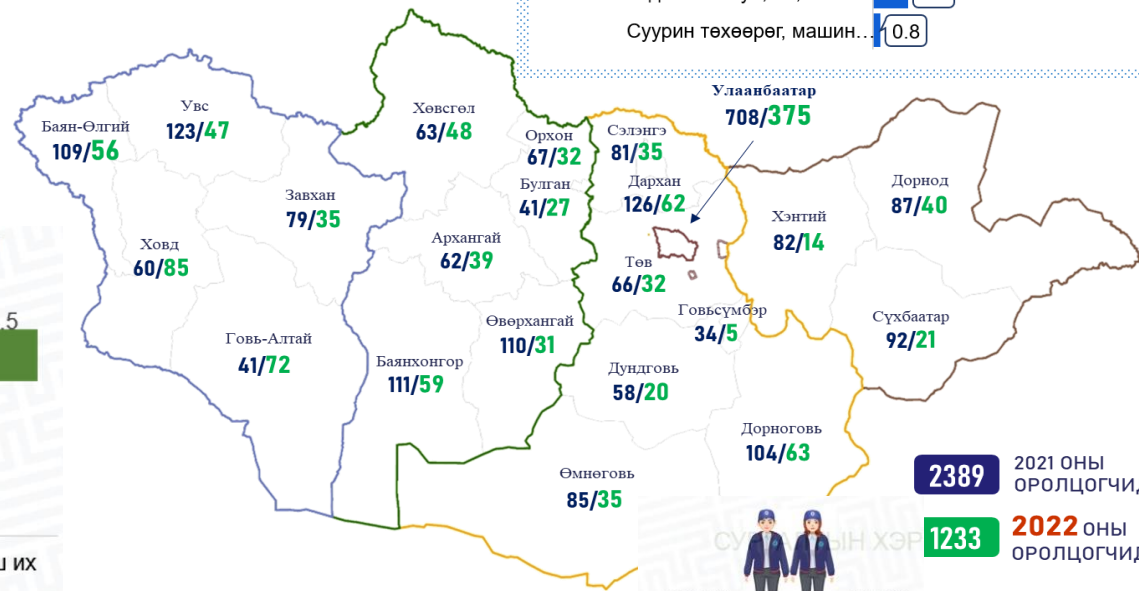 Суурин төхөөрөг, машин...
0.8
Улаанбаатар
708/375
Увс
123/47
Баян-Өлгий
109/56
Хөвсгөл
63/48
Орхон
67/32
Сэлэнгэ
81/35
Булган
41/27
Дархан
126/62
Дорнод
87/40
Завхан
79/35
Хэнтий
82/14
Ховд
60/85
Архангай
62/39
Төв
66/32
Говьсүмбэр
34/5
Сүхбаатар
92/21
Өвөрхангай
110/31
Говь-Алтай
41/72
Баянхонгор
111/59
Дундговь
58/20
Дорноговь
104/63
Өмнөговь
85/35
2389
2021 ОНЫ
ОРОЛЦОГЧИД
1233
2022 ОНЫ
ОРОЛЦОГЧИД
.5
Ш ИХ